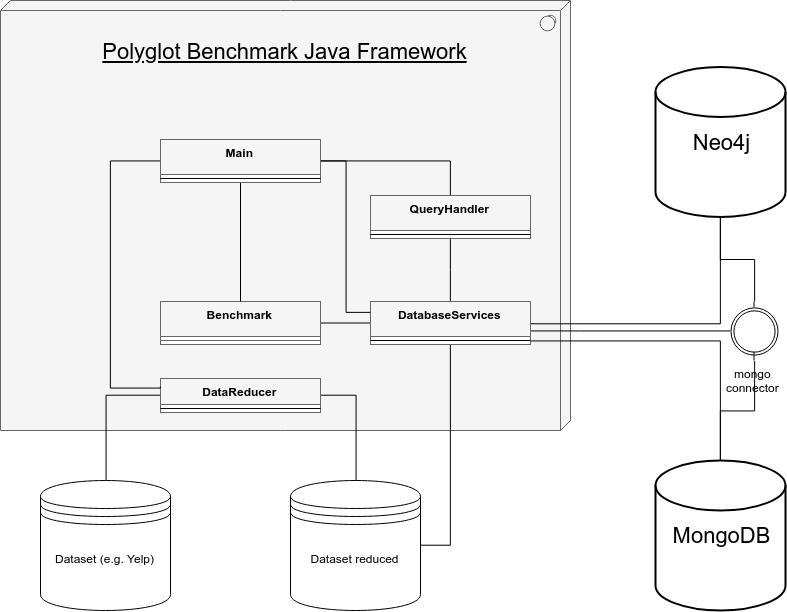 Polyglot Benchmark Java Framework
Neo4j
Main
QueryHandler
Benchmark
DatabaseServices
mongo
connector
DataReducer
Dataset (e.g. Yelp)
Dataset reduced
MongoDB